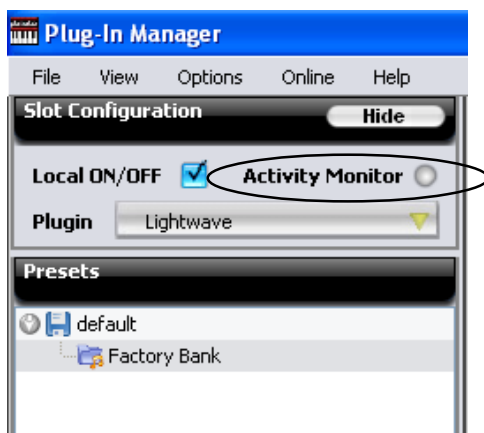 Plug-In Manager
File View Options Online Help
Slot Configuration Hide
Local ON/OFF Activity Monitor
Plugin Lightwave
Presets
default
Factory Bank